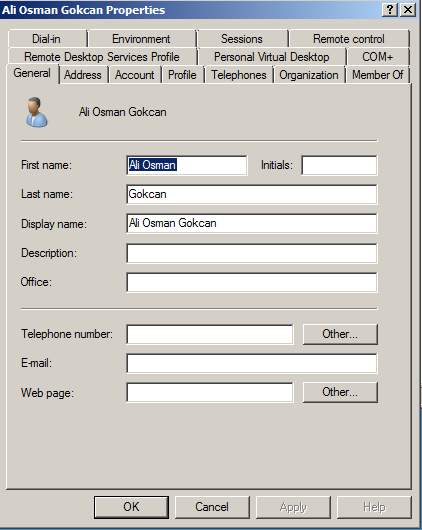 Ali Osman Gokcan Properties
Dial-in Environment Sessions Remote control
Remote Desktop Services Profile Personal Virtual Desktop COM+
General Address Account Profile Telephones Organization Member Of
Ali Osman Gokcan
First name: Ali Osman Initials:
Last name: Gokcan
Display name: Ali Osman Gokcan
Description:
Office:
Telephone number: Other...
E-mail:
Web page: Other...
OK Cancel Apply Help